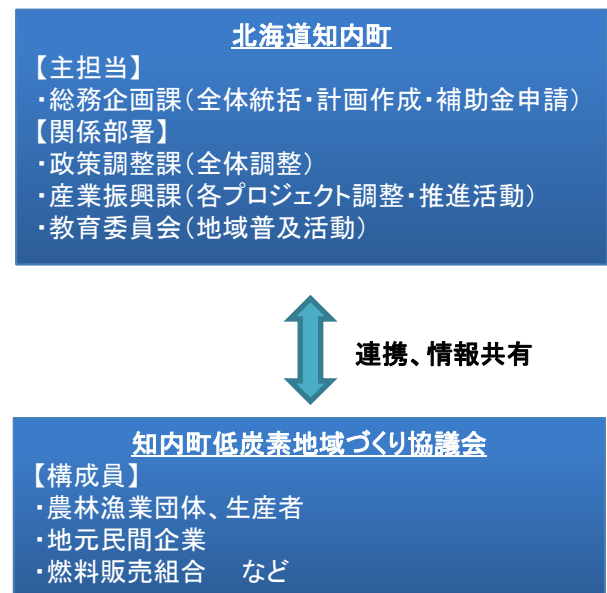 北海道知内町
【主担当】
・総務企画課(全体統括・計画作成・補助金申請)
【関係部署】
・政策調整課(全体調整)
・産業振興課(各プロジェクト調整・推進活動)
・教育委員会(地域普及活動)
連携、情報共有
知内町低炭素地域づくり協議会
【構成員】
・農林漁業団体、生産者
・地元民間企業
・燃料販売組合　など